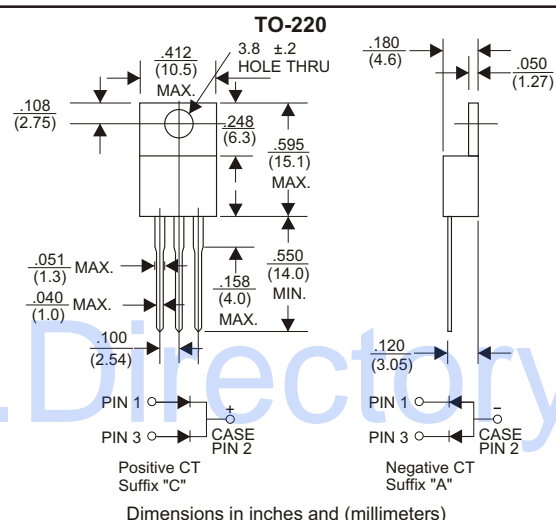 TO-220
.412
(10.5)
MAX.
3.8 ±.2
HOLE THRU
.180
(4.6)
.050
(1.27)
.108
(2.75)
.248
(6.3)
.595
(15.1)
MAX.
.051
(1.3)
MAX.
.040
(1.0)
MAX.
.158
(4.0)
MAX.
.550
(14.0)
MIN.
.100
(2.54)
.120
(3.05)
.Directory
PIN 1
PIN 3
+
CASE
PIN 2
Positive CT
Suffix "C"
PIN 1
PIN 3
−
CASE
PIN 2
Negative CT
Suffix "A"
Dimensions in inches and (millimeters)